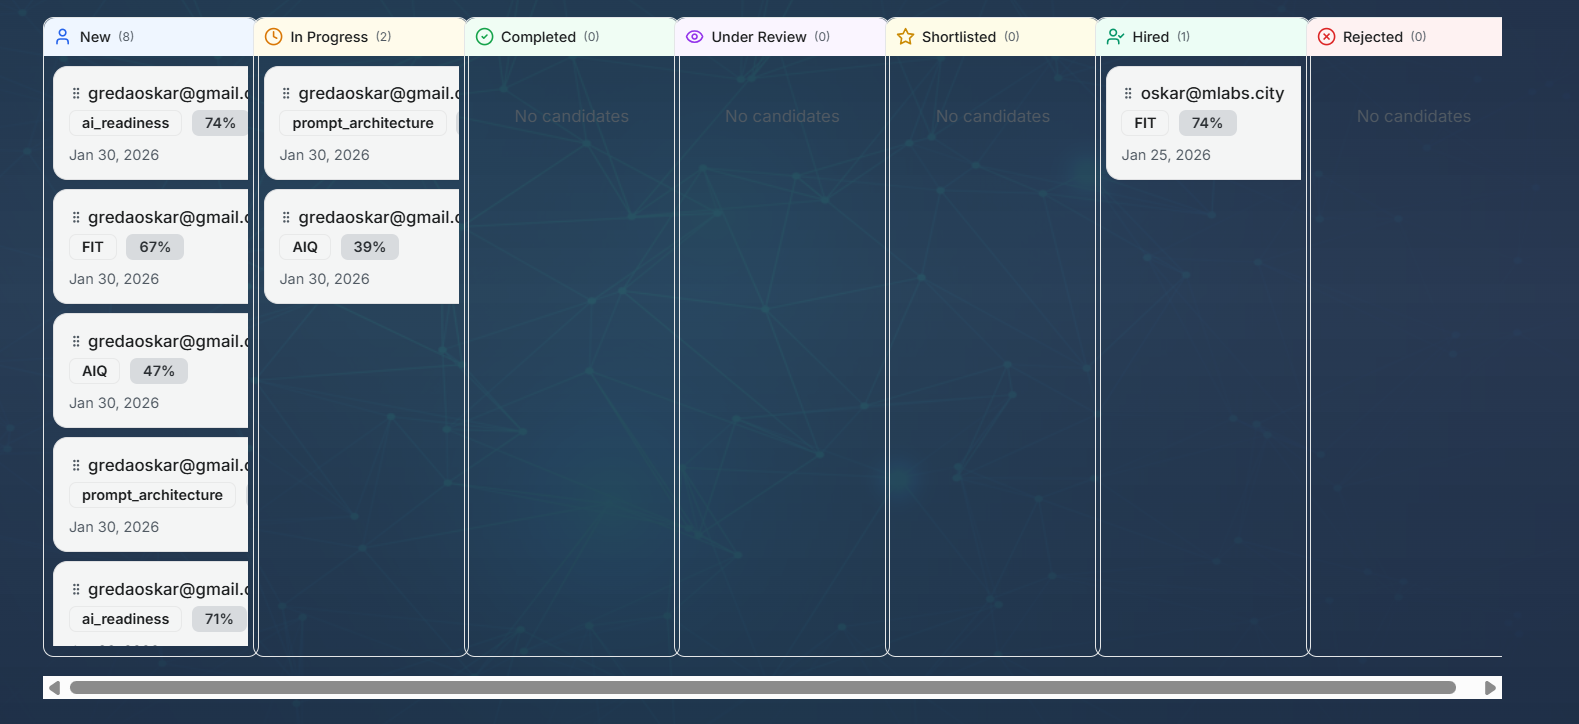 New (8)
In Progress (2)
Completed (0)
Under Review (0)
Shortlisted (0)
Hired (1)
Rejected (0)
gredaoskar@gmail.c
ai_readiness 74%
Jan 30, 2026
gredaoskar@gmail.c
FIT 67%
Jan 30, 2026
gredaoskar@gmail.c
AIQ 47%
Jan 30, 2026
gredaoskar@gmail.c
prompt_architecture
Jan 30, 2026
gredaoskar@gmail.c
ai_readiness 71%
gredaoskar@gmail.c
prompt_architecture
Jan 30, 2026
gredaoskar@gmail.c
AIQ 39%
Jan 30, 2026
No candidates
No candidates
No candidates
oskar@mlabs.city
FIT 74%
Jan 25, 2026
No candidates